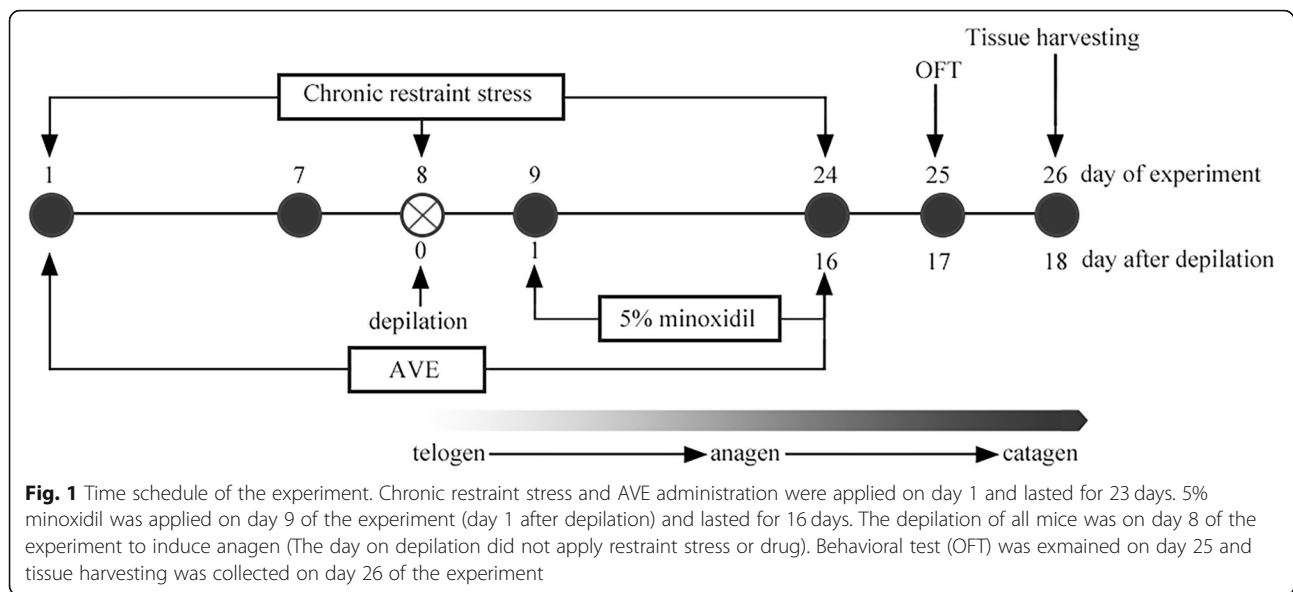 Tissue harvesting
OFT
Chronic restraint stress
1 7 8 9 24 25 26 day of experiment
0 1 16 17 18 day after depilation
depilation
5% minoxidil
AVE
telogen anagen catagen
Fig. 1 Time schedule of the experiment. Chronic restraint stress and AVE administration were applied on day 1 and lasted for 23 days. 5%
minoxidil was applied on day 9 of the experiment (day 1 after depilation) and lasted for 16 days. The depilation of all mice was on day 8 of the
experiment to induce anagen (The day on depilation did not apply restraint stress or drug). Behavioral test (OFT) was exmained on day 25 and
tissue harvesting was collected on day 26 of the experiment